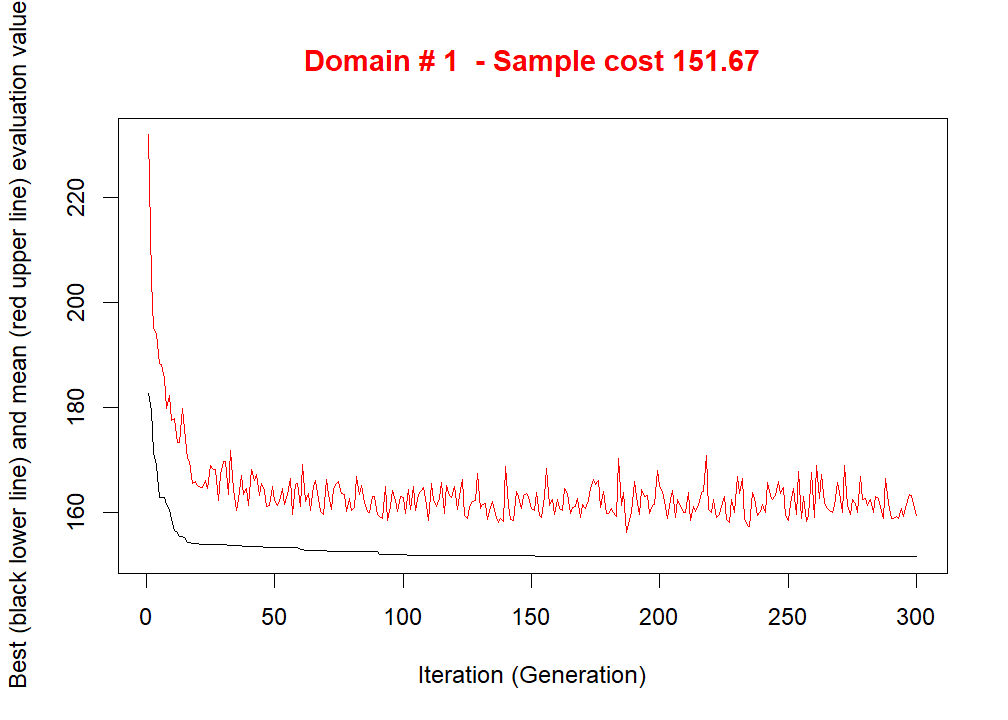 Domain # 1  - Sample cost 151.67
Best (black lower line) and mean (red upper line) evaluation value
220
200
180
160
0 50 100 150 200 250 300
Iteration (Generation)